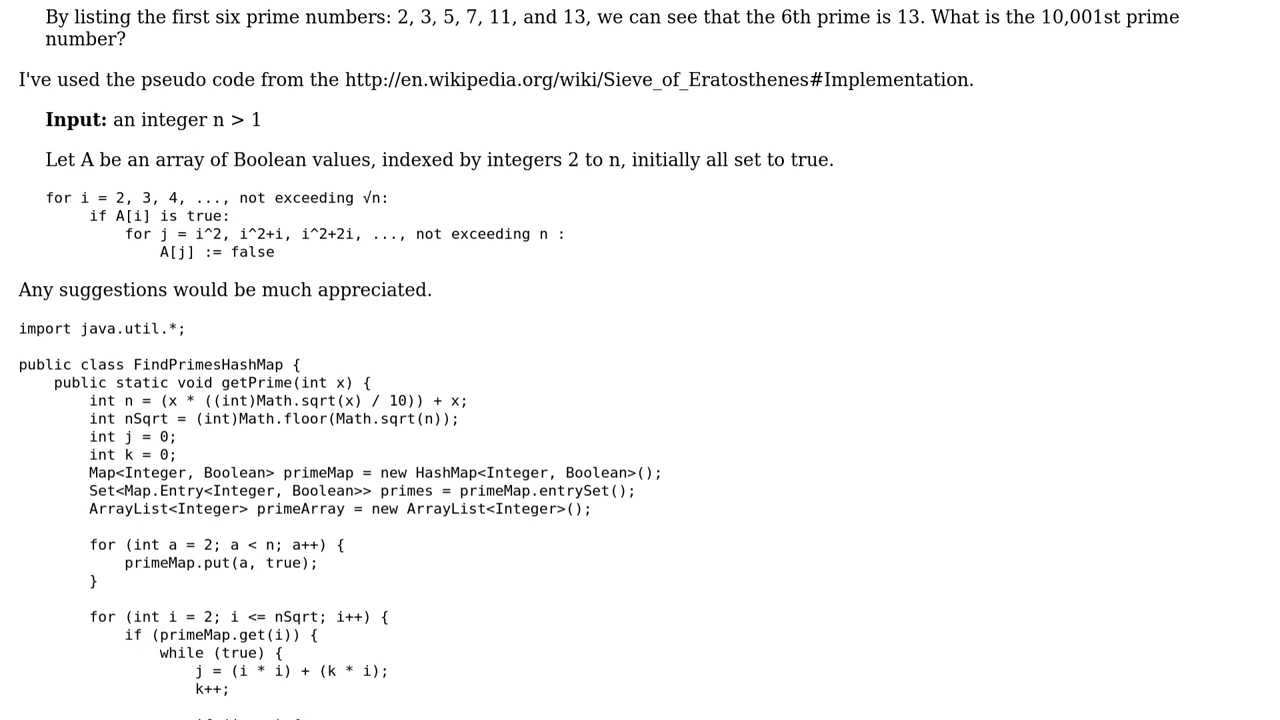 By listing the first six prime numbers: 2, 3, 5, 7, 11, and 13, we can see that the 6th prime is 13. What is the 10,001st prime
number?
I've used the pseudo code from the http://en.wikipedia.org/wiki/Sieve_of_Eratosthenes#Implementation.
Input: an integer n > 1
Let A be an array of Boolean values, indexed by integers 2 to n, initially all set to true.
for i = 2, 3, 4, ..., not exceeding √n:
     if A[i] is true:
         for j = i^2, i^2+i, i^2+2i, ..., not exceeding n :
             A[j] := false
Any suggestions would be much appreciated.
import java.util.*;
public class FindPrimesHashMap {
    public static void getPrime(int x) {
        int n = (x * ((int)Math.sqrt(x) / 10)) + x;
        int nSqrt = (int)Math.floor(Math.sqrt(n));
        int j = 0;
        int k = 0;
        Map<Integer, Boolean> primeMap = new HashMap<Integer, Boolean>();
        Set<Map.Entry<Integer, Boolean>> primes = primeMap.entrySet();
        ArrayList<Integer> primeArray = new ArrayList<Integer>();
        for (int a = 2; a < n; a++) {
            primeMap.put(a, true);
        }
        for (int i = 2; i <= nSqrt; i++) {
            if (primeMap.get(i)) {
                while (true) {
                    j = (i * i) + (k * i);
                    k++;